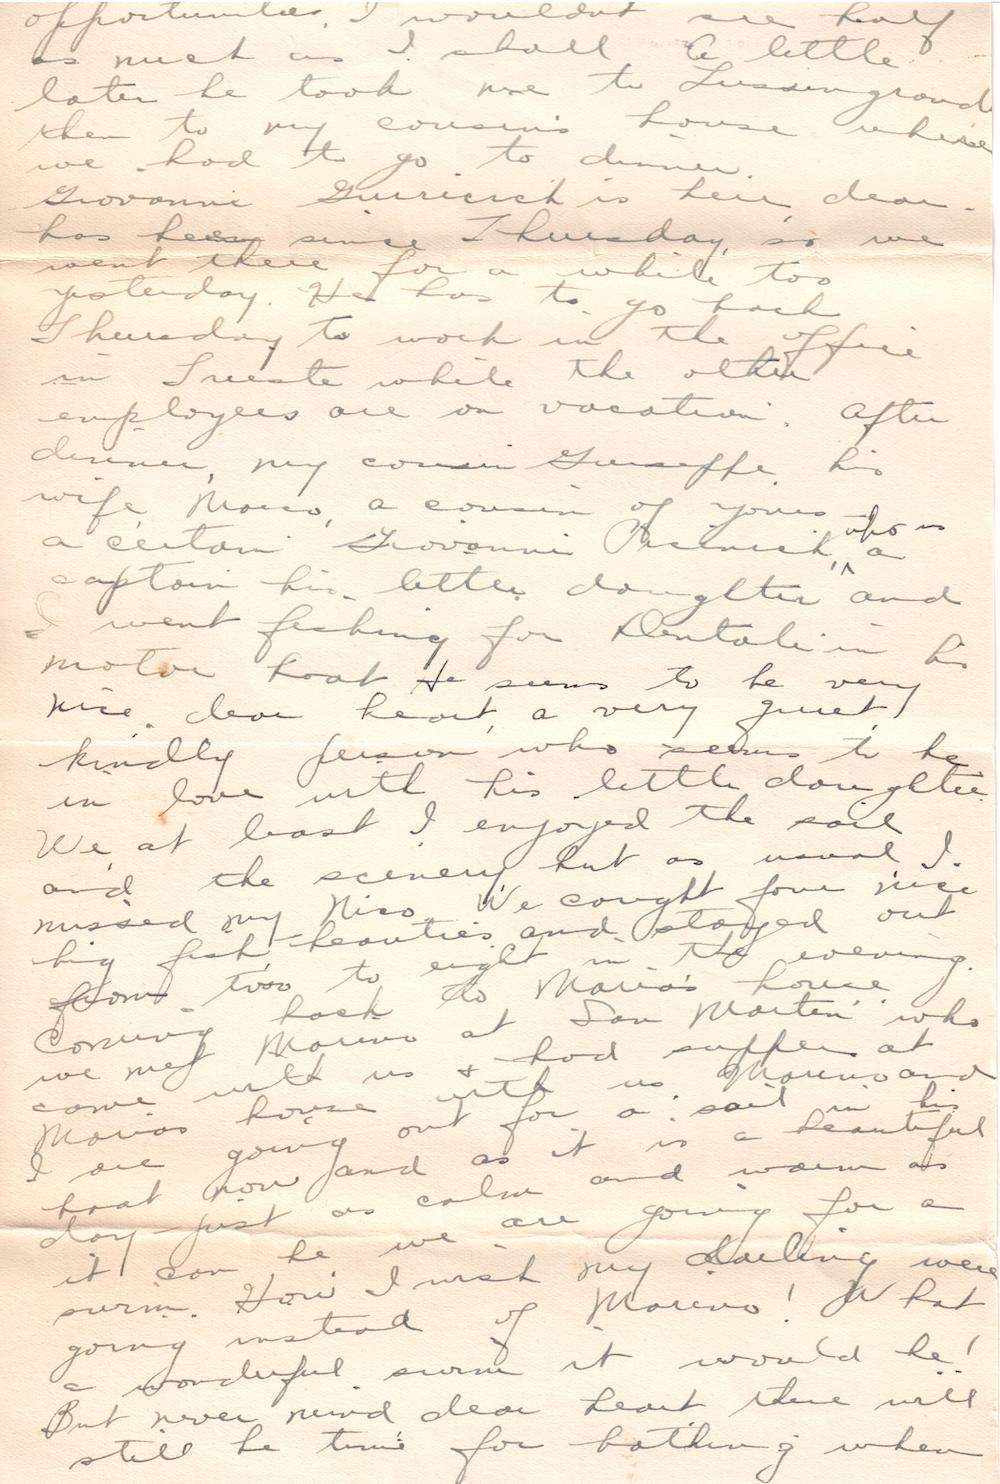 opportunities, I wouldn't see half
as much as I shall. A little
later he took me to Lussingrande
then to my cousin's house where
we had to go to dinner.
Giovanni is here, dear.
has been since Thursday, so we
went there for a while too
yesterday. He has to go back
Thursday to work in the office
in Trieste while the other
employees are on vacation. After
dinner, my cousin Giuseffe, his
wife, Marco, a cousin of yours
a certain Giovanni who is a
captain his little daughter and
I went fishing for Dentali in his
motor boat He seems to be very
nice, dear heart, a very quiet,
kindly person who seems to be
in love with his little daughter.
We at least I enjoyed the sail
and the scenery but as usual I
missed my Nico. We caught four nice
big fish - beauties and stayed out
from two to eight in the evening.
Coming back to Maria's house
we met Marino at San Martin who
came with us & had supper at
Marias house with us Marino and
I are going out for a sail in his
boat now and as it is a beautiful
day - just as calm and warm as
it can be we are going for a
swim. How I wish my darling were
going instead of Marino! What
a wonderful swim it would be!
But never mind dear heart there will
still be time for bathing when